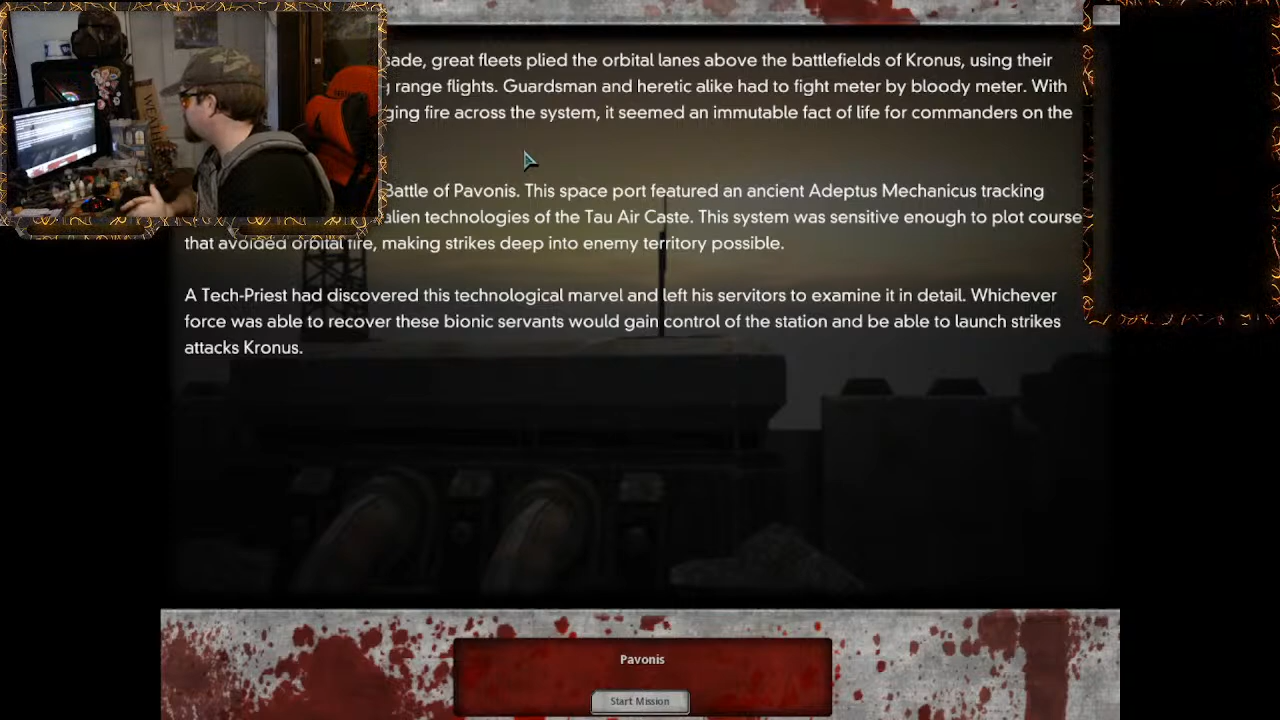 sade, great fleets plied the orbital lanes above the battlefields of Kronus, using their
range flights. Guardsman and heretic alike had to fight meter by bloody meter. With
ging fire across the system, it seemed an immutable fact of life for commanders on the
Battle of Pavonis. This space port featured an ancient Adeptus Mechanicus tracking
alien technologies of the Tau Air Caste. This system was sensitive enough to plot course
that avoided orbital fire, making strikes deep into enemy territory possible.
A Tech-Priest had discovered this technological marvel and left his servitors to examine it in detail. Whichever
force was able to recover these bionic servants would gain control of the station and be able to launch strikes
attacks Kronus.
Pavonis
Start Mission